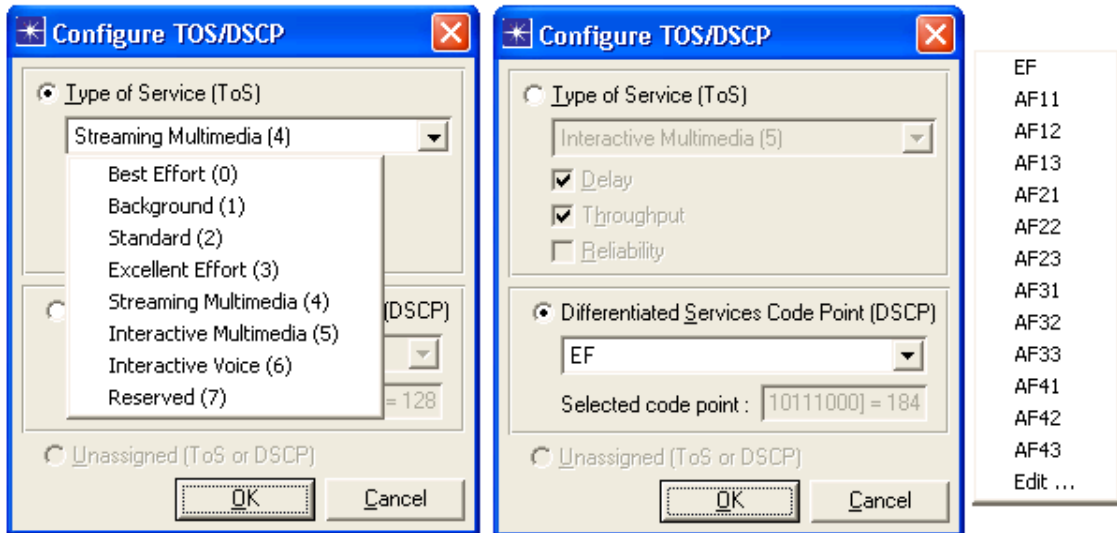 Configure TOS/DSCP
Type of Service (ToS)
Streaming Multimedia (4)
Best Effort (0)
Background (1)
Standard (2)
Excellent Effort (3)
Streaming Multimedia (4)
Interactive Multimedia (5)
Interactive Voice (6)
Reserved (7)
(DSCP)
= 128
Unassigned (ToS or DSCP)
OK Cancel
Configure TOS/DSCP
Type of Service (ToS)
Interactive Multimedia (5)
Delay
Throughput
Reliability
Differentiated Services Code Point (DSCP)
EF
Selected code point : 10111000] = 184
Unassigned (ToS or DSCP)
OK Cancel
EF
AF11
AF12
AF13
AF21
AF22
AF23
AF31
AF32
AF33
AF41
AF42
AF43
Edit ...